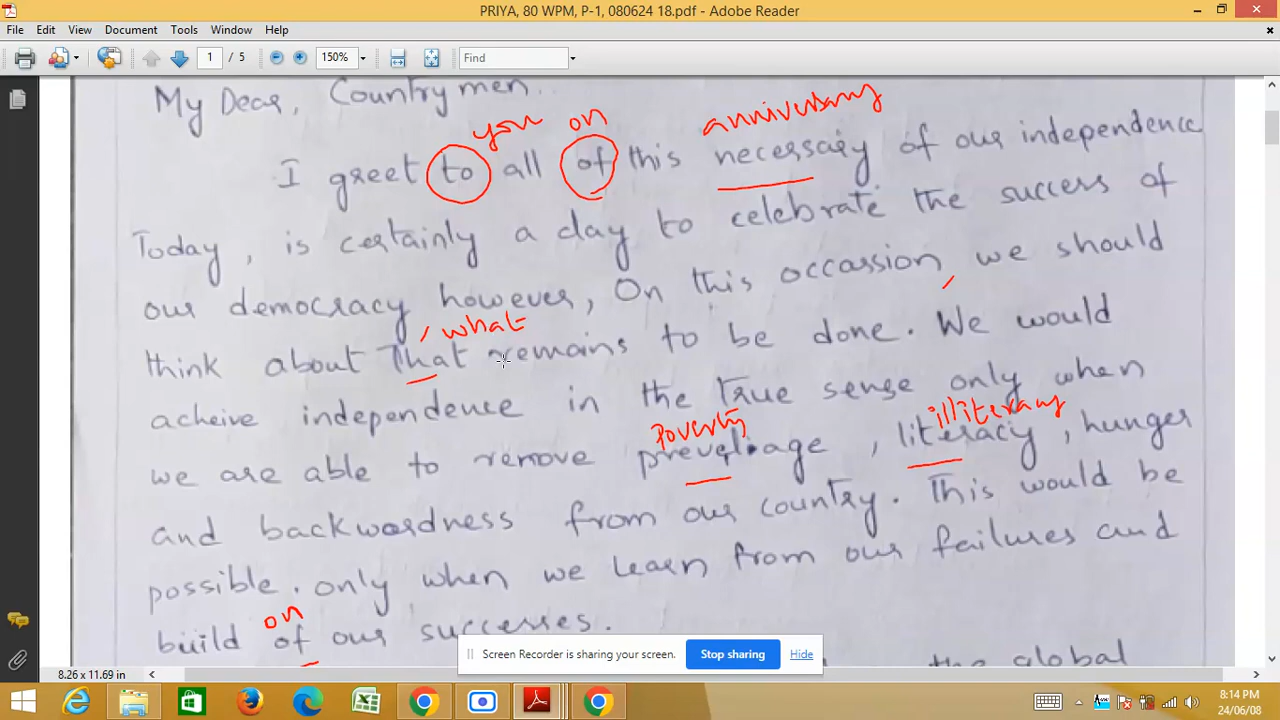 PRIYA, 80 WPM, P-1, 080624 18.pdf - Adobe Reader
File Edit View Document Tools Window Help
1 / 5 150% Find
My Dear, Countrymen.
you on anniversary
I greet to all of this necessary of our independence
Today, is certainly a day to celebrate the success of
our democracy however, On this occassion we should
, what
think about That remains to be done. We would
acheive independence in the True sense only when
poverty illiteracy
we are able to remove , literacy, hunger
and backwardness from our country. This would be
possible. only when we learn from our failures and
on
build of our successes.
the global
Screen Recorder is sharing your screen. Stop sharing Hide
8.26 x 11.69 in
8:14 PM
24/06/08